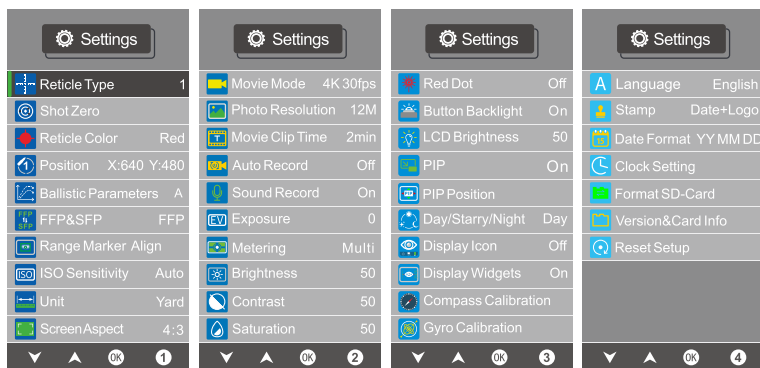 Settings
Reticle Type 1
Shot Zero
Reticle Color Red
1 Position X:640 Y:480
Ballistic Parameters A
FFP SFP FFP&SFP FFP
Range Marker Align
ISO ISO Sensitivity Auto
Unit Yard
Screen Aspect 4:3
OK 1
Settings
Movie Mode 4K 30fps
Photo Resolution 12M
T Movie Clip Time 2min
Auto Record Off
Sound Record On
EV Exposure 0
Metering Multi
Brightness 50
Contrast 50
Saturation 50
OK 2
Settings
Red Dot Off
Button Backlight On
LCD Brightness 50
PIP On
PIP PIP Position
Day/Starry/Night Day
Display Icon Off
Display Widgets On
Compass Calibration
Gyro Calibration
OK 3
Settings
A Language English
Stamp Date+Logo
15 Date Format YY MM DD
Clock Setting
Format SD-Card
Version&Card Info
Reset Setup
OK 4